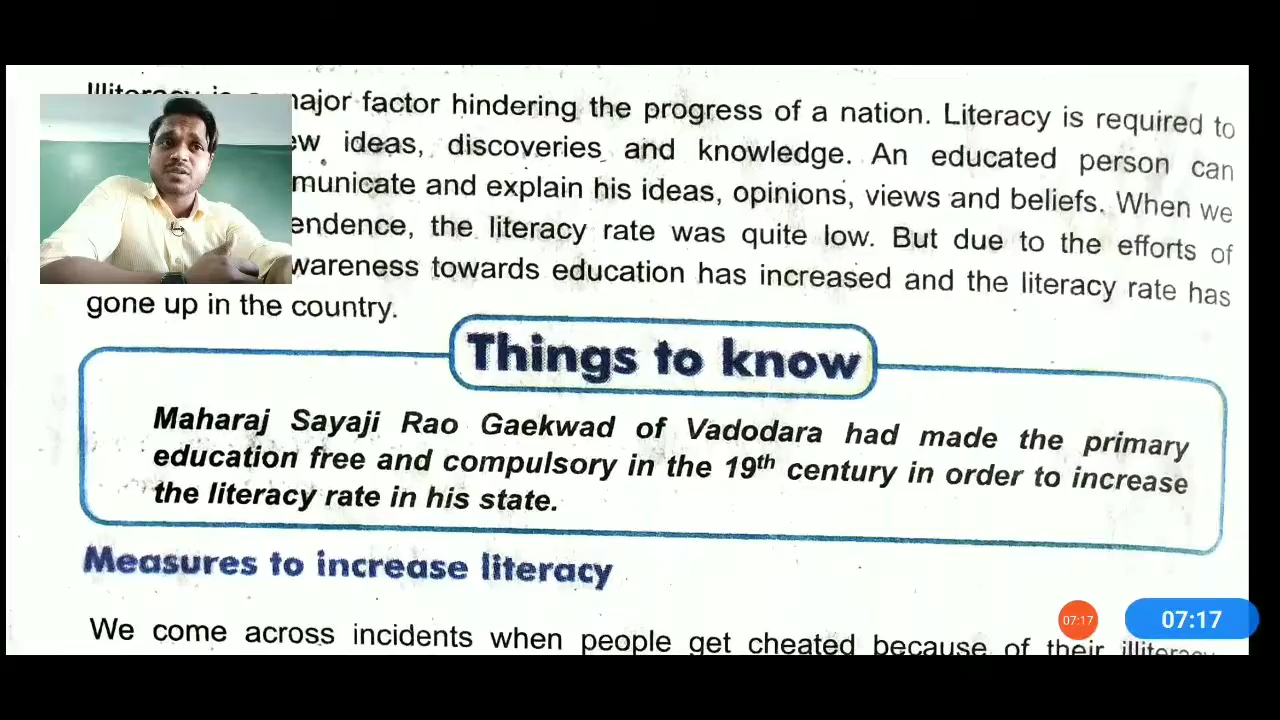 Illiteracy is a major factor hindering the progress of a nation. Literacy is required to
ew ideas, discoveries and knowledge. An educated person can
municate and explain his ideas, opinions, views and beliefs. When we
endence, the literacy rate was quite low. But due to the efforts of
wareness towards education has increased and the literacy rate has
gone up in the country.
Things to know
Maharaj Sayaji Rao Gaekwad of Vadodara had made the primary
education free and compulsory in the 19th century in order to increase
the literacy rate in his state.
Measures to increase literacy
We come across incidents when people get cheated because of their illiteracy
07:17
07:17